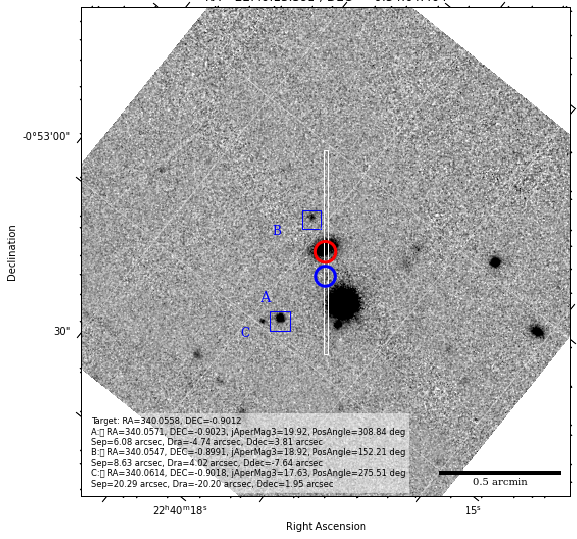 -0°53'00"
B
A
C
30"
Declination
Target: RA=340.0558, DEC=-0.9012
A: RA=340.0571, DEC=-0.9023, jAperMag3=19.92, PosAngle=308.84 deg
Sep=6.08 arcsec, Dra=-4.74 arcsec, Ddec=3.81 arcsec
B: RA=340.0547, DEC=-0.8991, jAperMag3=18.92, PosAngle=152.21 deg
Sep=8.63 arcsec, Dra=4.02 arcsec, Ddec=-7.64 arcsec
C: RA=340.0614, DEC=-0.9018, jAperMag3=17.63, PosAngle=275.51 deg
Sep=20.29 arcsec, Dra=-20.20 arcsec, Ddec=1.95 arcsec
0.5 arcmin
22ʰ40ᵐ18ˢ 15ˢ
Right Ascension